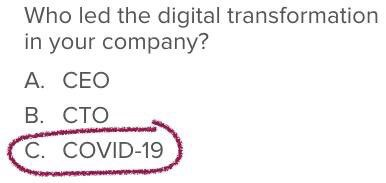 Who led the digital transformation
in your company?
A. CEO
B. CTO
C. COVID-19